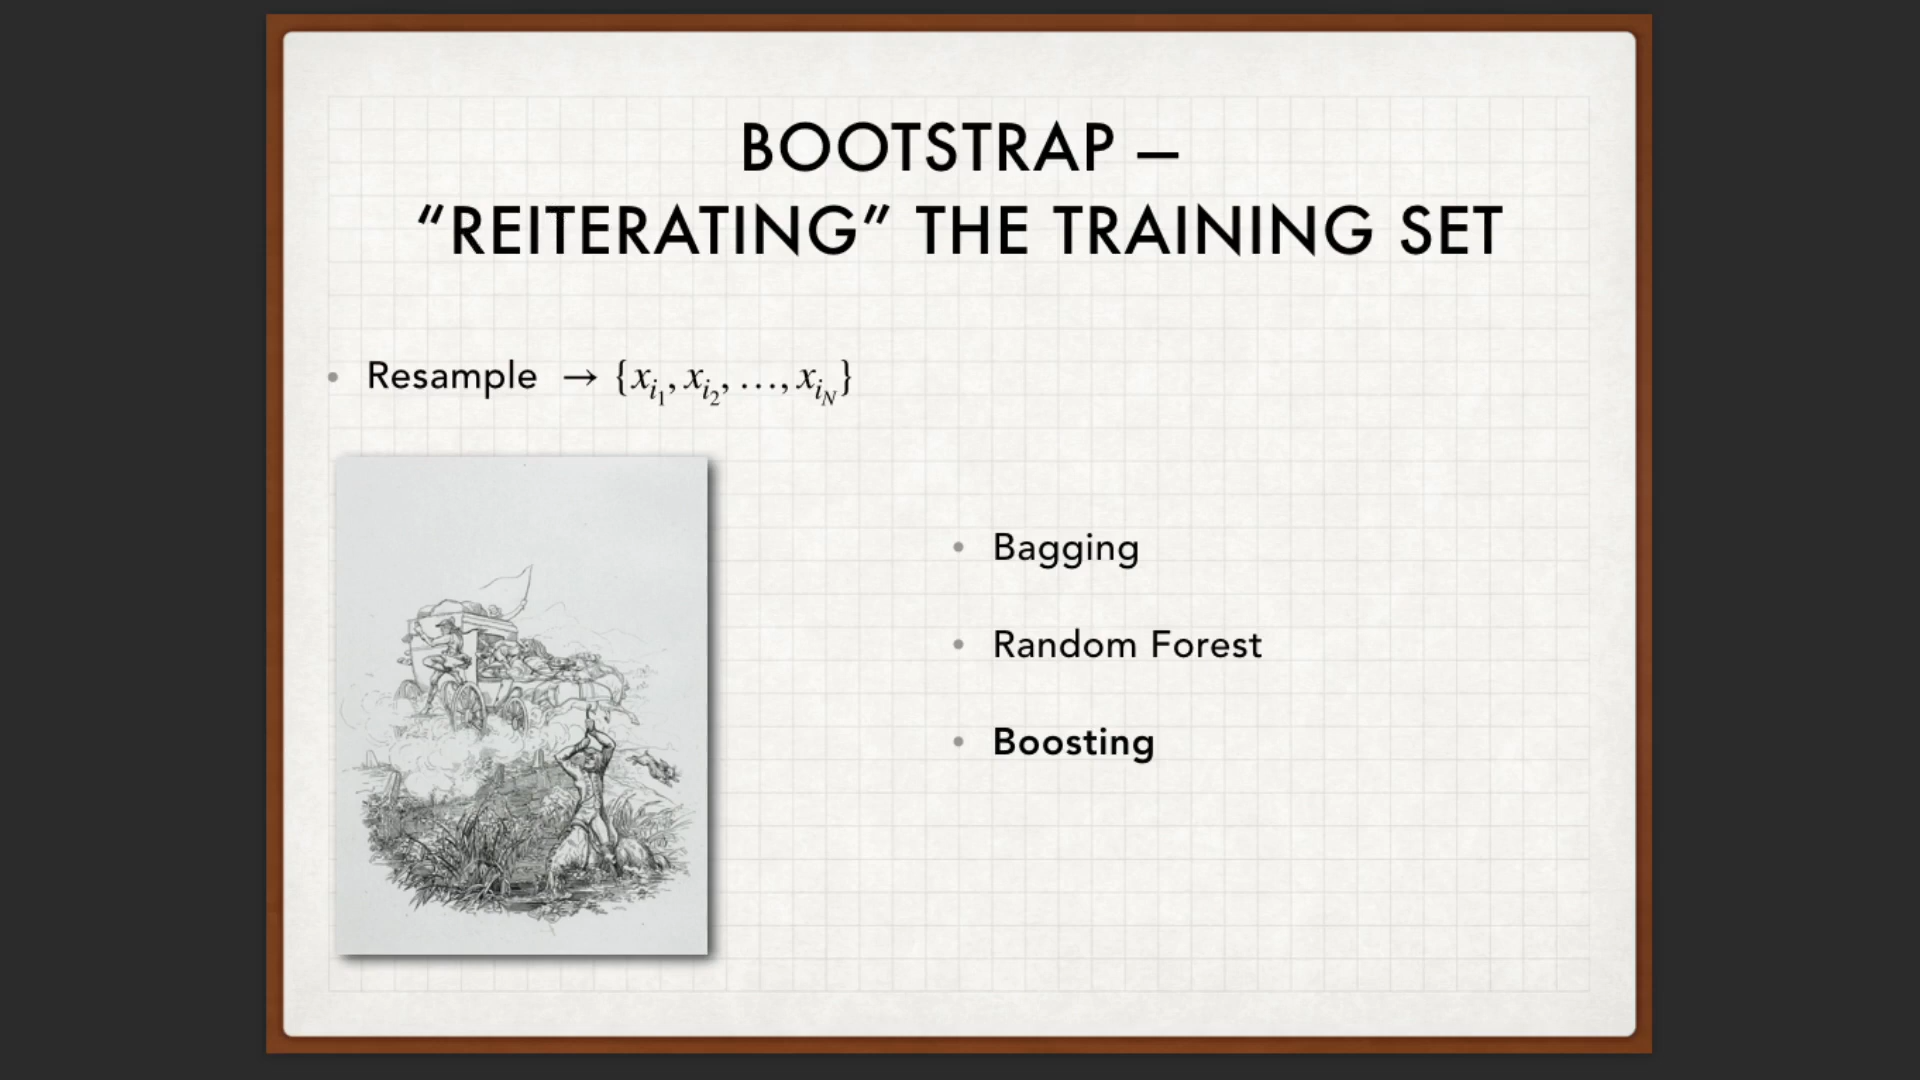 BOOTSTRAP —
“REITERATING” THE TRAINING SET
• Resample → {x_{i_1}, x_{i_2}, …, x_{i_N}}
• Bagging
• Random Forest
• Boosting